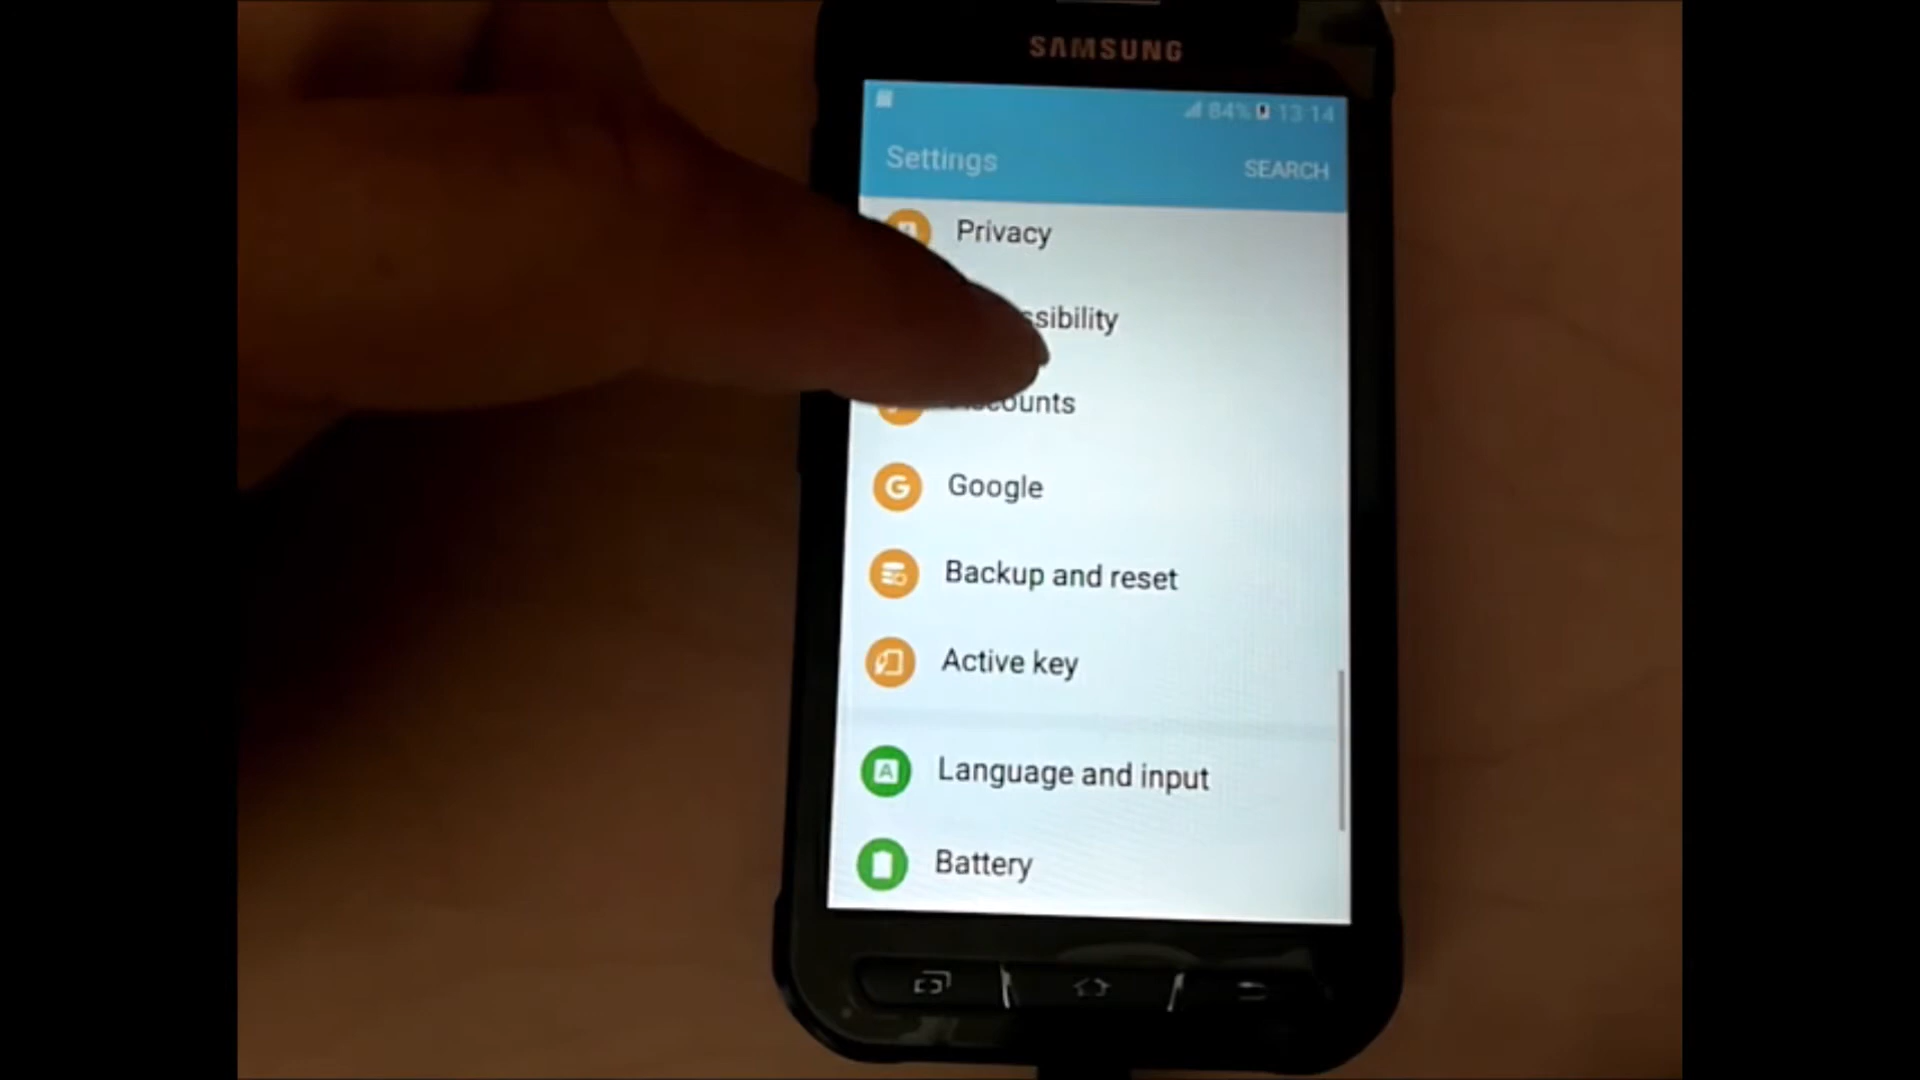 SAMSUNG
84% 13:14
Settings
SEARCH
Privacy
ssibility
counts
Google
Backup and reset
Active key
Language and input
Battery